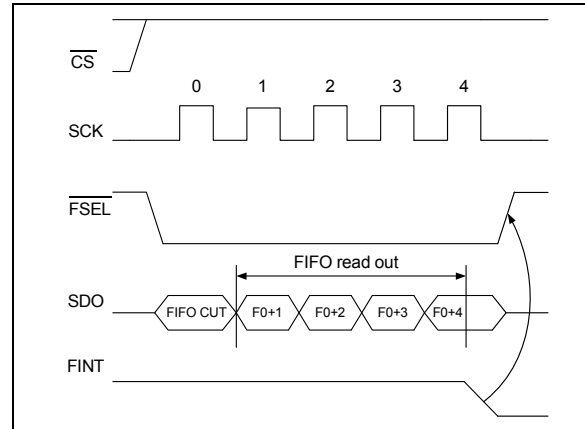 CS
0 1 2 3 4
SCK
FSEL
FIFO read out
SDO FIFO CUT F0+1 F0+2 F0+3 F0+4
FINT